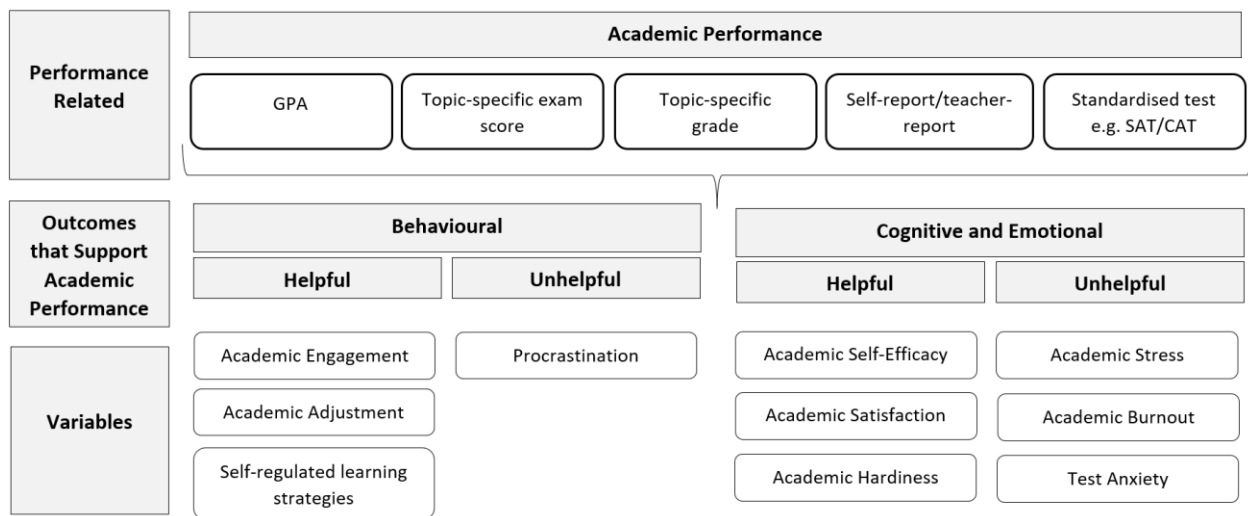 Performance
Related
Academic Performance
GPA
Topic-specific exam
score
Topic-specific
grade
Self-report/teacher-
report
Standardised test
e.g. SAT/CAT
Outcomes
that Support
Academic
Performance
Behavioural
Cognitive and Emotional
Helpful
Unhelpful
Helpful
Unhelpful
Variables
Academic Engagement
Procrastination
Academic Self-Efficacy
Academic Stress
Academic Adjustment
Academic Satisfaction
Academic Burnout
Self-regulated learning
strategies
Academic Hardiness
Test Anxiety